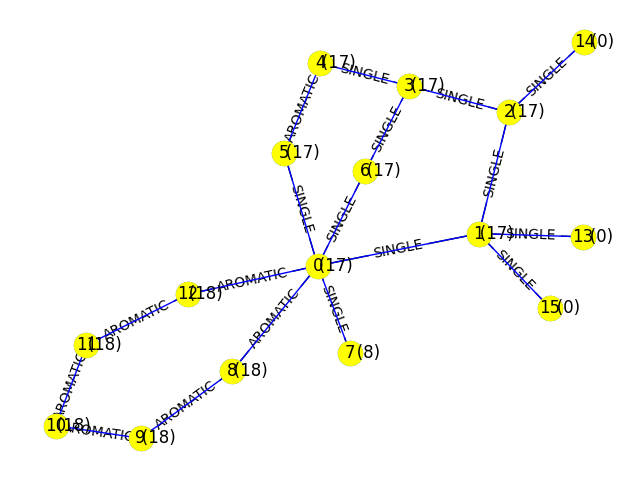 14(0)
4(17)
SINGLE
3(17)
SINGLE
2(17)
SINGLE
AROMATIC
SINGLE
5(17)
6(17)
SINGLE
SINGLE
SINGLE
1(17)
SINGLE
13(0)
SINGLE
0(17)
SINGLE
AROMATIC
12(18)
SINGLE
15(0)
AROMATIC
AROMATIC
SINGLE
11(18)
7(8)
8(18)
AROMATIC
AROMATIC
10(18)
AROMATIC
9(18)